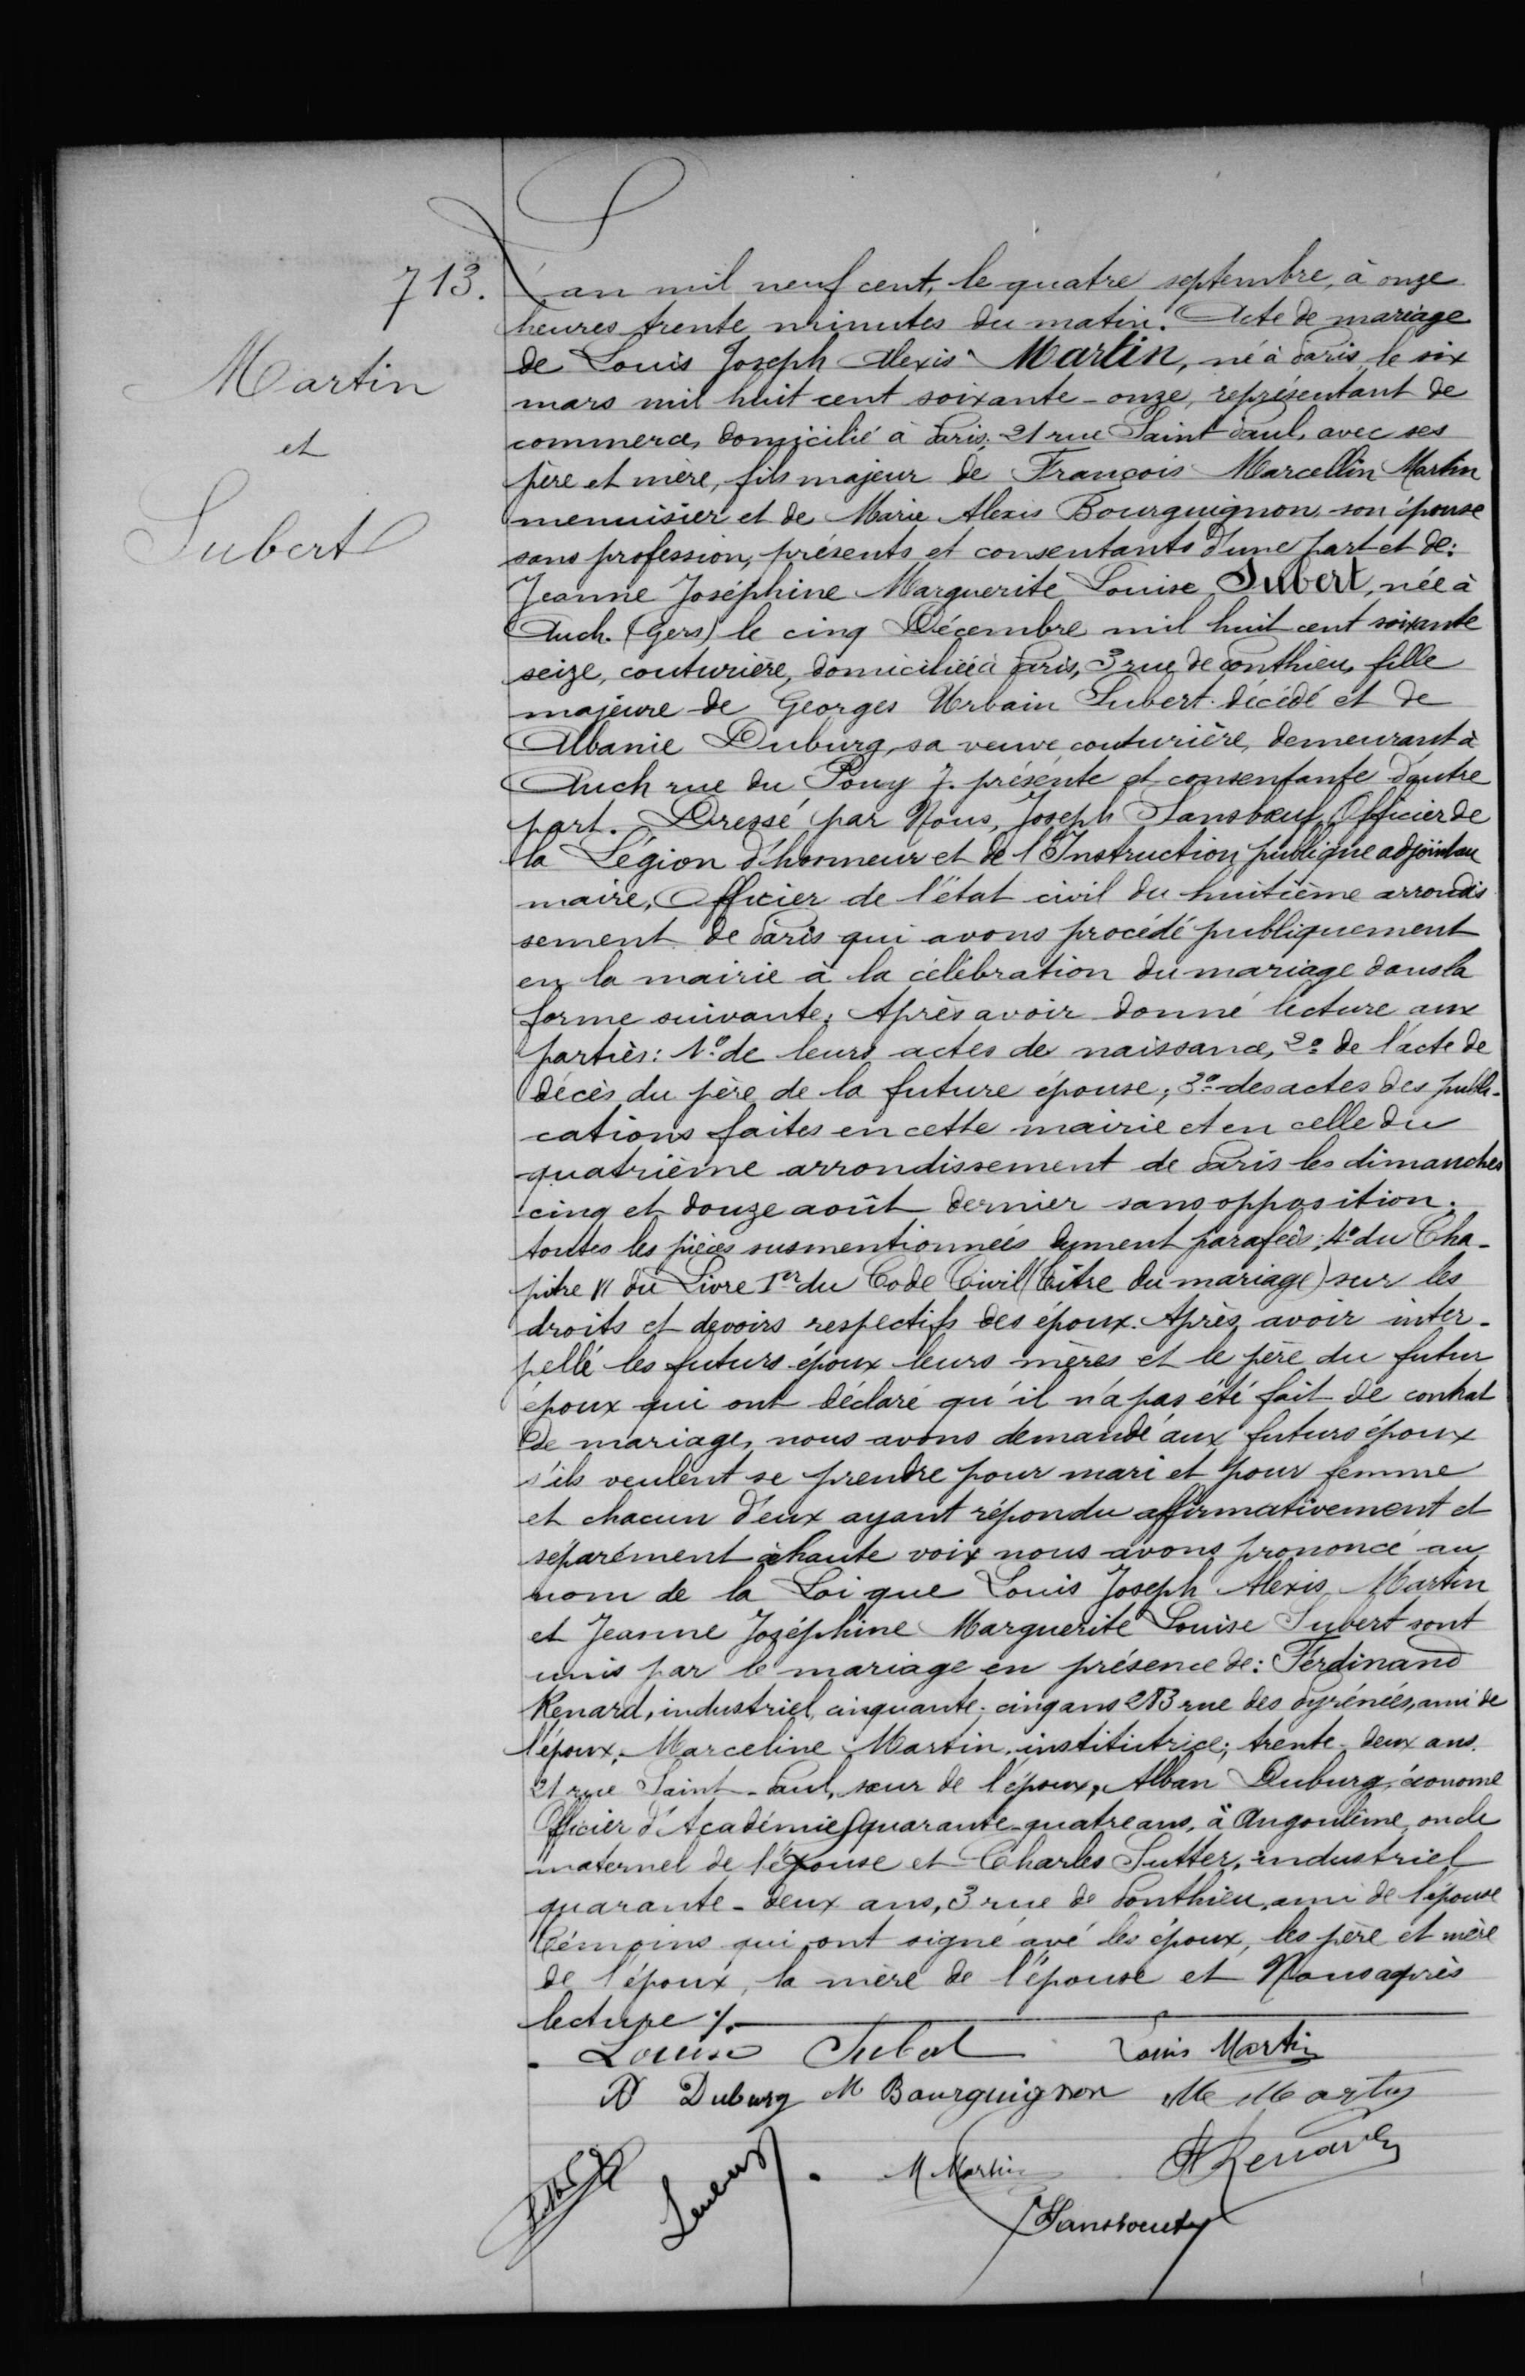 713.
Martin
et
Subert
L'an mil neuf cent, le quatre septembre, à onze
heures trente minutes du matin. Acte de mariage
de Louis Joseph Alexis Martin, né à Paris, le six
mars mil huit cent soixante-onze, représentant de
commerce, domicilié à Paris, 21 rue Saint Paul, avec ses
père et mère, fils majeur de François Marcellin Martin
menuisier et de Marie Alexis Bourguignon son épouse
sans profession, présents et consentants d'une part et de:
Jeanne Joséphine Marguerite Louise Subert, née à
Auch (Gers) le cinq Décembre mil huit cent soixante
seize, couturière, domiciliée à Paris, 3 rue de Ponthieu, fille
majeure de Georges Urbain Subert décédé et de
Albanie Duburg, sa veuve couturière, demeurant à
Auch rue du Pouy 7. présente et consentante d'autre
part. Dressé par Nous, Joseph Sansboeuf, Officier de
la Légion d'honneur et de l'Instruction publique adjoint au
maire, Officier de l'état civil du huitième arrondis
sement de Paris qui avons procédé publiquement
en la mairie à la célébration du mariage dans la
forme suivante: Après avoir donné lecture aux
parties: 1º de leurs actes de naissance, 2º de l'acte de
décès du père de la future épouse; 3º des actes des publi-
cations faites en cette mairie et en celle du
quatrième arrondissement de Paris les dimanches
cinq et douze août dernier sans opposition.
toutes les pièces susmentionnées dument parafées; 4º du Cha-
pitre VI du Livre 1er du Code Civil (titre du mariage) sur les
droits et devoirs respectifs des époux. Après avoir inter-
pellé les futurs époux leurs mères et le père du futur
époux qui ont déclaré qu'il n'a pas été fait de contrat
de mariage, nous avons demandé aux futurs époux
s'ils veulent se prendre pour mari et pour femme
et chacun d'eux ayant répondu affirmativement et
séparément à haute voix nous avons prononcé au
nom de la Loi que Louis Joseph Alexis Martin
et Jeanne Joséphine Marguerite Louise Subert sont
unis par le mariage en présence de: Ferdinand
Renard, industriel, cinquante-cinq ans 283 rue des Pyrénées, ami de
l'époux, Marceline Martin, institutrice, trente-deux ans.
21 rue Saint-Paul, sœur de l'époux, Alban Duburg, économe
Officier d'Académie, quarante-quatre ans, à Angoulême, oncle
maternel de l'épouse et Charles Sutter, industriel
quarante-deux ans, 3 rue de Ponthieu, ami de l'épouse
Témoins qui ont signé avé les époux, les père et mère
de l'époux, la mère de l'épouse et Nous après
lecture %.
Louise Subert Louis Martin
A Duburg M Bourguignon M Martin
M Martin Renard
Sansboeuf